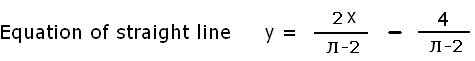 Equation of straight line y = 2x/(π-2) - 4/(π-2)